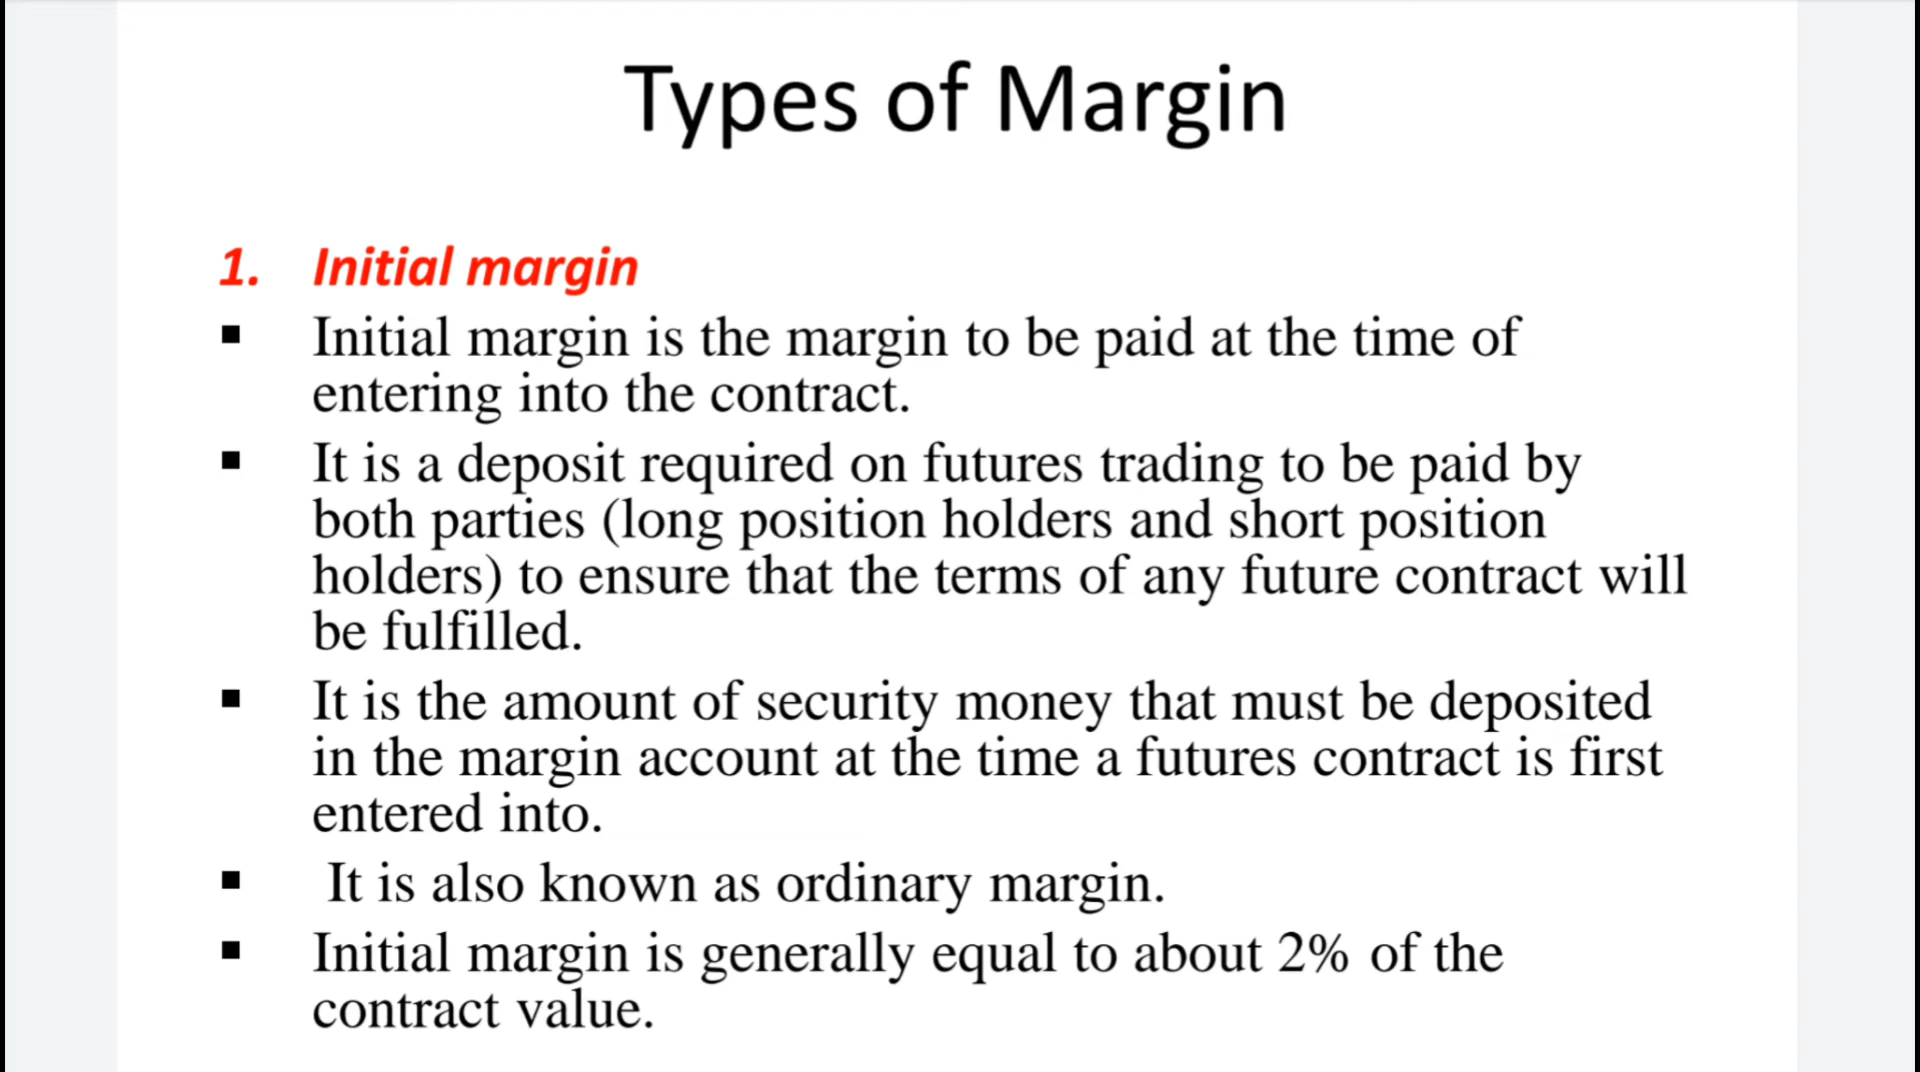 Types of Margin
1. Initial margin
▪ Initial margin is the margin to be paid at the time of
entering into the contract.
▪ It is a deposit required on futures trading to be paid by
both parties (long position holders and short position
holders) to ensure that the terms of any future contract will
be fulfilled.
▪ It is the amount of security money that must be deposited
in the margin account at the time a futures contract is first
entered into.
▪ It is also known as ordinary margin.
▪ Initial margin is generally equal to about 2% of the
contract value.